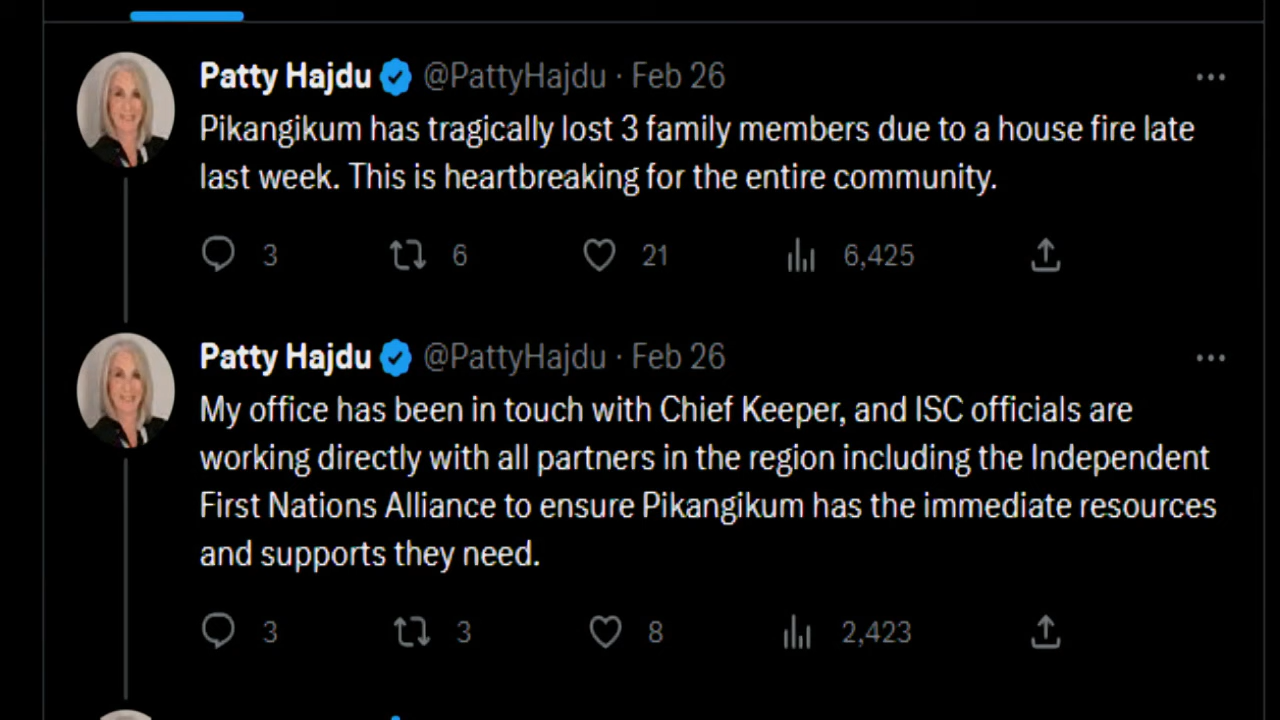 Patty Hajdu @PattyHajdu · Feb 26
Pikangikum has tragically lost 3 family members due to a house fire late
last week. This is heartbreaking for the entire community.
3 6 21 6,425
Patty Hajdu @PattyHajdu · Feb 26
My office has been in touch with Chief Keeper, and ISC officials are
working directly with all partners in the region including the Independent
First Nations Alliance to ensure Pikangikum has the immediate resources
and supports they need.
3 3 8 2,423